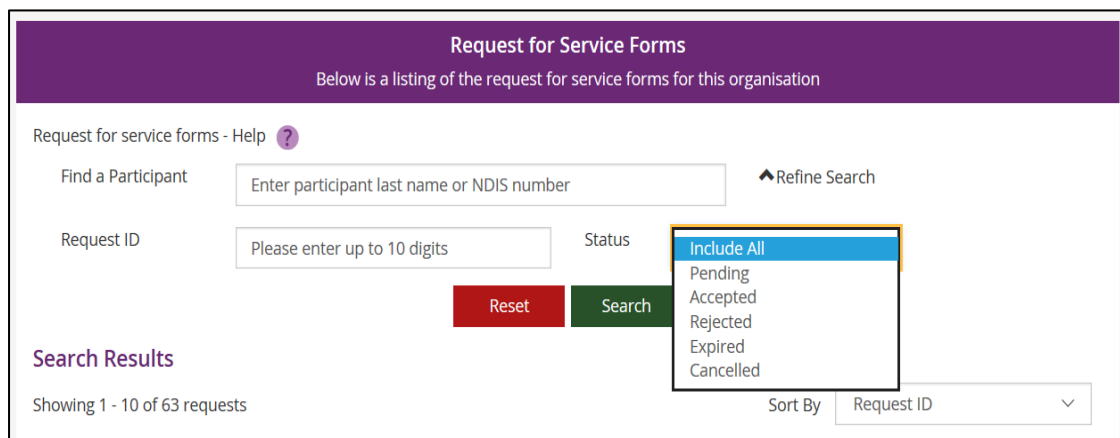 Request for Service Forms
Below is a listing of the request for service forms for this organisation
Request for service forms - Help ?
Find a Participant
Enter participant last name or NDIS number
Refine Search
Request ID
Please enter up to 10 digits
Status
Include All
Pending
Accepted
Rejected
Expired
Cancelled
Reset
Search
Search Results
Showing 1 - 10 of 63 requests
Sort By
Request ID